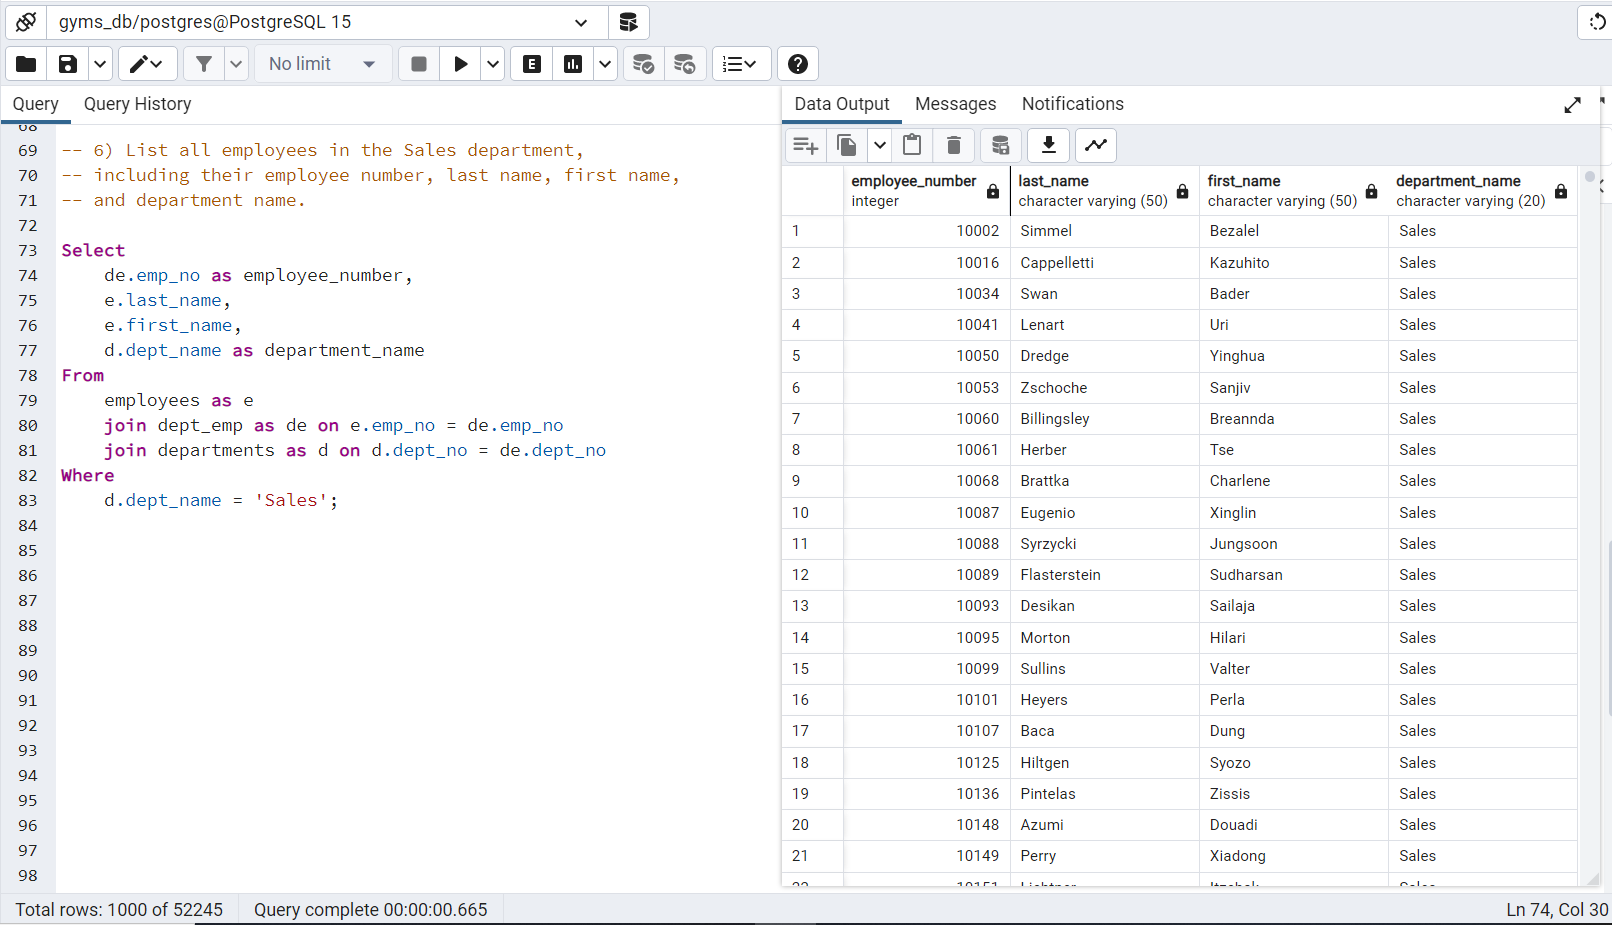 gyms_db/postgres@PostgreSQL 15
No limit
E
Query Query History
68
69 -- 6) List all employees in the Sales department,
70 -- including their employee number, last name, first name,
71 -- and department name.
72
73 Select
74 de.emp_no as employee_number,
75 e.last_name,
76 e.first_name,
77 d.dept_name as department_name
78 From
79 employees as e
80 join dept_emp as de on e.emp_no = de.emp_no
81 join departments as d on d.dept_no = de.dept_no
82 Where
83 d.dept_name = 'Sales';
84
85
86
87
88
89
90
91
92
93
94
95
96
97
98
Data Output Messages Notifications
employee_number last_name first_name department_name
integer character varying (50) character varying (50) character varying (20)
1 10002 Simmel Bezalel Sales
2 10016 Cappelletti Kazuhito Sales
3 10034 Swan Bader Sales
4 10041 Lenart Uri Sales
5 10050 Dredge Yinghua Sales
6 10053 Zschoche Sanjiv Sales
7 10060 Billingsley Breannda Sales
8 10061 Herber Tse Sales
9 10068 Brattka Charlene Sales
10 10087 Eugenio Xinglin Sales
11 10088 Syrzycki Jungsoon Sales
12 10089 Flasterstein Sudharsan Sales
13 10093 Desikan Sailaja Sales
14 10095 Morton Hilari Sales
15 10099 Sullins Valter Sales
16 10101 Heyers Perla Sales
17 10107 Baca Dung Sales
18 10125 Hiltgen Syozo Sales
19 10136 Pintelas Zissis Sales
20 10148 Azumi Douadi Sales
21 10149 Perry Xiadong Sales
22 10151 Sales
Total rows: 1000 of 52245 Query complete 00:00:00.665 Ln 74, Col 30